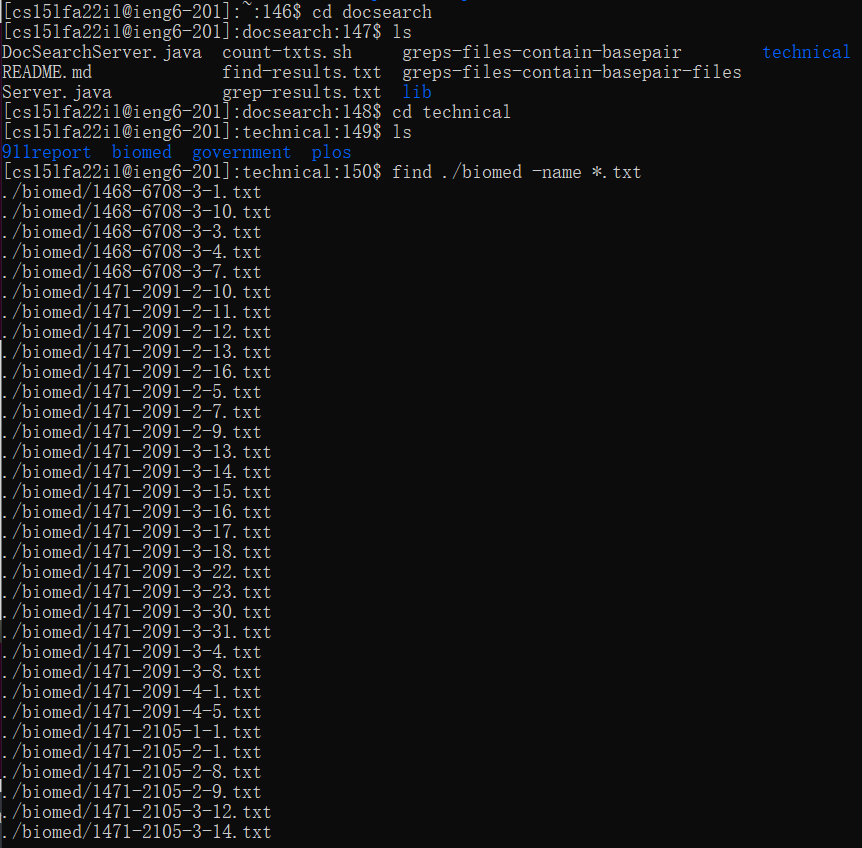 [cs15lfa22il@ieng6-201]:~:146$ cd docsearch
[cs15lfa22il@ieng6-201]:docsearch:147$ ls
DocSearchServer.java  count-txts.sh     greps-files-contain-basepair        technical
README.md             find-results.txt  greps-files-contain-basepair-files
Server.java           grep-results.txt  lib
[cs15lfa22il@ieng6-201]:docsearch:148$ cd technical
[cs15lfa22il@ieng6-201]:technical:149$ ls
911report  biomed  government  plos
[cs15lfa22il@ieng6-201]:technical:150$ find ./biomed -name *.txt
./biomed/1468-6708-3-1.txt
./biomed/1468-6708-3-10.txt
./biomed/1468-6708-3-3.txt
./biomed/1468-6708-3-4.txt
./biomed/1468-6708-3-7.txt
./biomed/1471-2091-2-10.txt
./biomed/1471-2091-2-11.txt
./biomed/1471-2091-2-12.txt
./biomed/1471-2091-2-13.txt
./biomed/1471-2091-2-16.txt
./biomed/1471-2091-2-5.txt
./biomed/1471-2091-2-7.txt
./biomed/1471-2091-2-9.txt
./biomed/1471-2091-3-13.txt
./biomed/1471-2091-3-14.txt
./biomed/1471-2091-3-15.txt
./biomed/1471-2091-3-16.txt
./biomed/1471-2091-3-17.txt
./biomed/1471-2091-3-18.txt
./biomed/1471-2091-3-22.txt
./biomed/1471-2091-3-23.txt
./biomed/1471-2091-3-30.txt
./biomed/1471-2091-3-31.txt
./biomed/1471-2091-3-4.txt
./biomed/1471-2091-3-8.txt
./biomed/1471-2091-4-1.txt
./biomed/1471-2091-4-5.txt
./biomed/1471-2105-1-1.txt
./biomed/1471-2105-2-1.txt
./biomed/1471-2105-2-8.txt
./biomed/1471-2105-2-9.txt
./biomed/1471-2105-3-12.txt
./biomed/1471-2105-3-14.txt